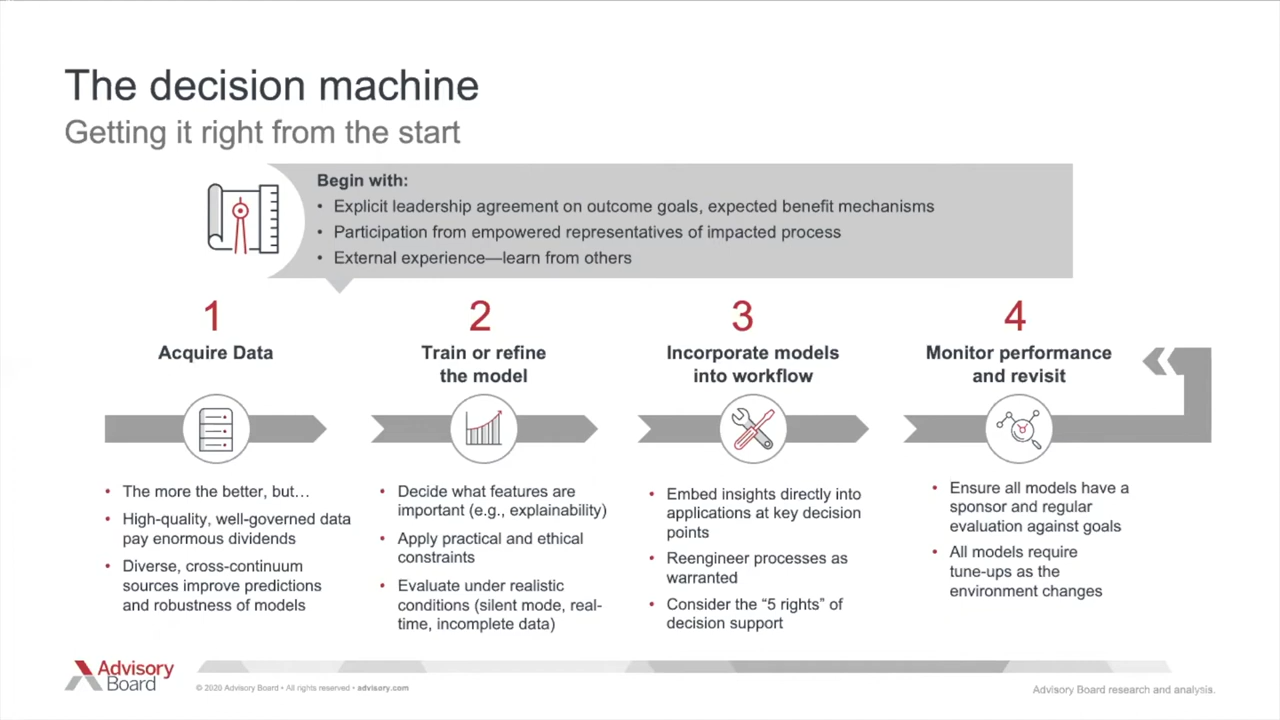 The decision machine
Getting it right from the start
Begin with:
• Explicit leadership agreement on outcome goals, expected benefit mechanisms
• Participation from empowered representatives of impacted process
• External experience—learn from others
1
Acquire Data
• The more the better, but…
• High-quality, well-governed data
pay enormous dividends
• Diverse, cross-continuum
sources improve predictions
and robustness of models
2
Train or refine
the model
• Decide what features are
important (e.g., explainability)
• Apply practical and ethical
constraints
• Evaluate under realistic
conditions (silent mode, real-
time, incomplete data)
3
Incorporate models
into workflow
• Embed insights directly into
applications at key decision
points
• Reengineer processes as
warranted
• Consider the “5 rights” of
decision support
4
Monitor performance
and revisit
• Ensure all models have a
sponsor and regular
evaluation against goals
• All models require
tune-ups as the
environment changes
Advisory
Board
© 2020 Advisory Board • All rights reserved • advisory.com
Advisory Board research and analysis.